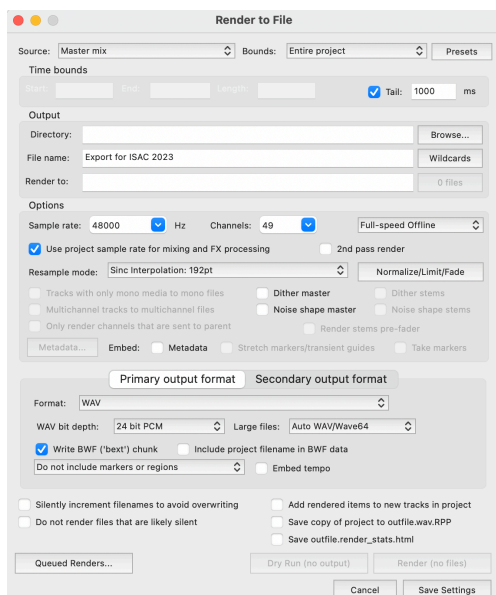 Render to File
Source: Master mix Bounds: Entire project Presets
Time bounds
Start: End: Length: Tail: 1000 ms
Output
Directory: Browse...
File name: Export for ISAC 2023 Wildcards
Render to: 0 files
Options
Sample rate: 48000 Hz Channels: 49 Full-speed Offline
Use project sample rate for mixing and FX processing 2nd pass render
Resample mode: Sinc Interpolation: 192pt Normalize/Limit/Fade
Tracks with only mono media to mono files Dither master Dither stems
Multichannel tracks to multichannel files Noise shape master Noise shape stems
Only render channels that are sent to parent Render stems pre-fader
Metadata... Embed: Metadata Stretch markers/transient guides Take markers
Primary output format Secondary output format
Format: WAV
WAV bit depth: 24 bit PCM Large files: Auto WAV/Wave64
Write BWF ('bext') chunk Include project filename in BWF data
Do not include markers or regions Embed tempo
Silently increment filenames to avoid overwriting Add rendered items to new tracks in project
Do not render files that are likely silent Save copy of project to outfile.wav.RPP
Save outfile.render_stats.html
Queued Renders... Dry Run (no output) Render (no files)
Cancel Save Settings